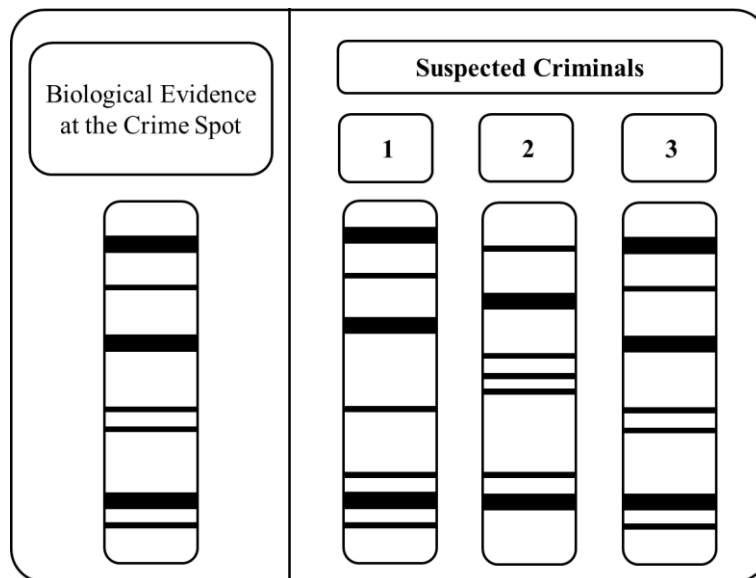 Biological Evidence
at the Crime Spot
Suspected Criminals
1
2
3